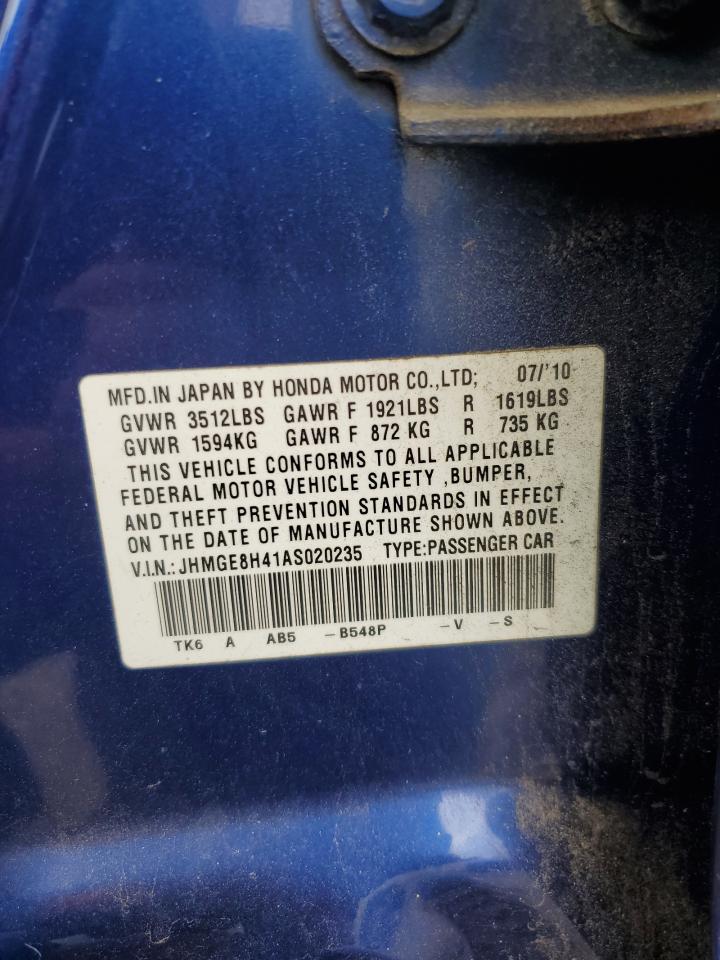 MFD.IN JAPAN BY HONDA MOTOR CO.,LTD; 07/'10
GVWR 3512LBS GAWR F 1921LBS R 1619LBS
GVWR 1594KG GAWR F 872 KG R 735 KG
THIS VEHICLE CONFORMS TO ALL APPLICABLE
FEDERAL MOTOR VEHICLE SAFETY ,BUMPER,
AND THEFT PREVENTION STANDARDS IN EFFECT
ON THE DATE OF MANUFACTURE SHOWN ABOVE.
V.I.N.: JHMGE8H41AS020235 TYPE:PASSENGER CAR
TK6 A AB5 -B548P -V -S